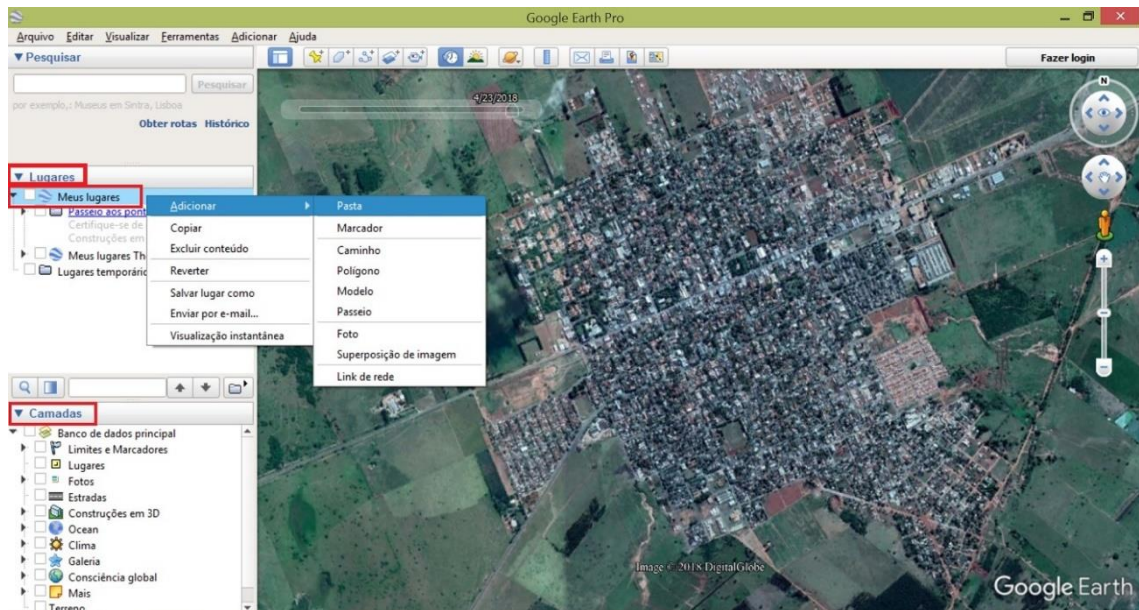 Google Earth Pro
Arquivo Editar Visualizar Ferramentas Adicionar Ajuda
Pesquisar
Fazer login
Pesquisar
por exemplo,: Museus em Sintra, Lisboa
Obter rotas Histórico
4/23/2018
N
Lugares
Meus lugares
Passeio aos pont
Certifique-se de
Construções em
Meus lugares Th
Lugares temporário
Adicionar
Copiar
Excluir conteúdo
Reverter
Salvar lugar como
Enviar por e-mail...
Visualização instantânea
Pasta
Marcador
Caminho
Polígono
Modelo
Passeio
Foto
Superposição de imagem
Link de rede
Camadas
Banco de dados principal
Limites e Marcadores
Lugares
Fotos
Estradas
Construções em 3D
Ocean
Clima
Galeria
Consciência global
Mais
Terreno
Image © 2018 DigitalGlobe
Google Earth